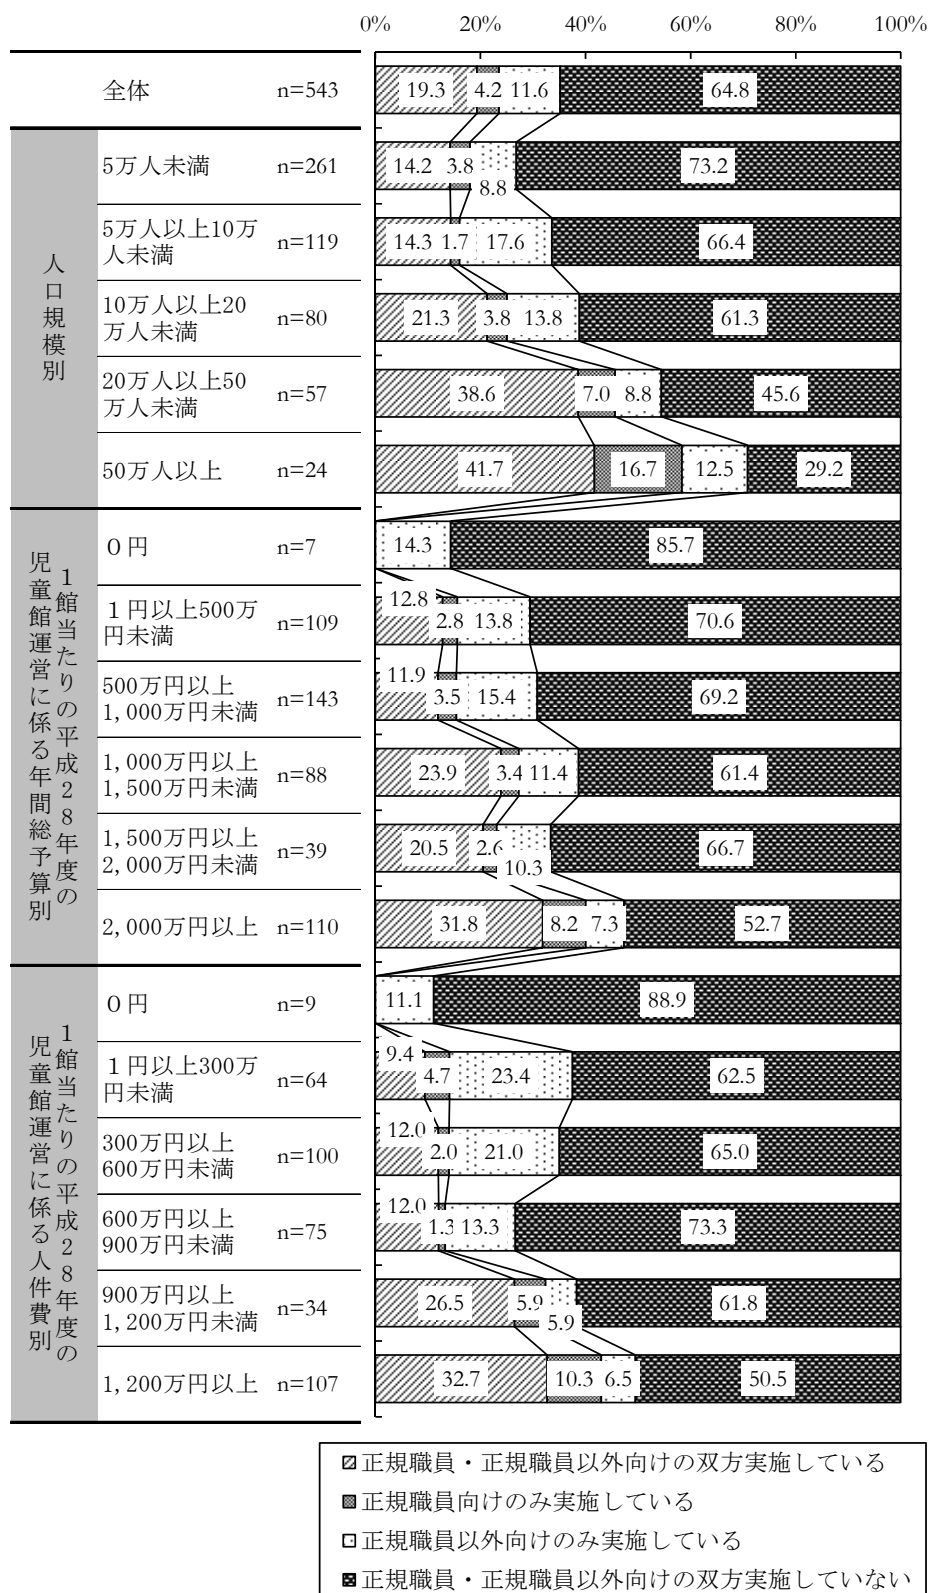 0% 20% 40% 60% 80% 100%
全体 n=543 19.3 4.2 11.6 64.8
人口規模別
5万人未満 n=261 14.2 3.8 8.8 73.2
5万人以上10万
人未満 n=119 14.3 1.7 17.6 66.4
10万人以上20
万人未満 n=80 21.3 3.8 13.8 61.3
20万人以上50
万人未満 n=57 38.6 7.0 8.8 45.6
50万人以上 n=24 41.7 16.7 12.5 29.2
1館当たりの平成28年度の
児童館運営に係る年間総予算別
0円 n=7 14.3 85.7
1円以上500万
円未満 n=109 12.8 2.8 13.8 70.6
500万円以上
1,000万円未満 n=143 11.9 3.5 15.4 69.2
1,000万円以上
1,500万円未満 n=88 23.9 3.4 11.4 61.4
1,500万円以上
2,000万円未満 n=39 20.5 2.6 10.3 66.7
2,000万円以上 n=110 31.8 8.2 7.3 52.7
1館当たりの平成28年度の
児童館運営に係る人件費別
0円 n=9 11.1 88.9
1円以上300万
円未満 n=64 9.4 4.7 23.4 62.5
300万円以上
600万円未満 n=100 12.0 2.0 21.0 65.0
600万円以上
900万円未満 n=75 12.0 1.3 13.3 73.3
900万円以上
1,200万円未満 n=34 26.5 5.9 5.9 61.8
1,200万円以上 n=107 32.7 10.3 6.5 50.5
正規職員・正規職員以外向けの双方実施している
正規職員向けのみ実施している
正規職員以外向けのみ実施している
正規職員・正規職員以外向けの双方実施していない